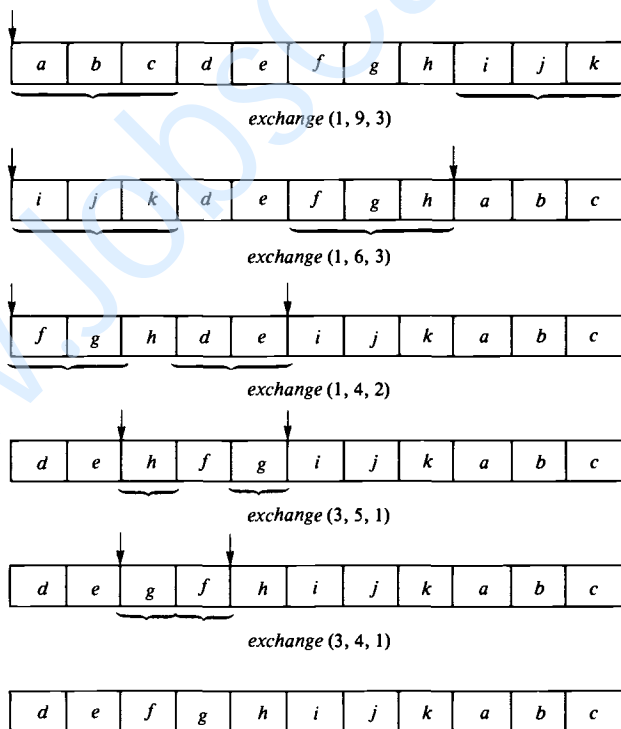 a b c d e f g h i j k
exchange (1, 9, 3)
i j k d e f g h a b c
exchange (1, 6, 3)
f g h d e i j k a b c
exchange (1, 4, 2)
d e h f g i j k a b c
exchange (3, 5, 1)
d e g f h i j k a b c
exchange (3, 4, 1)
d e f g h i j k a b c